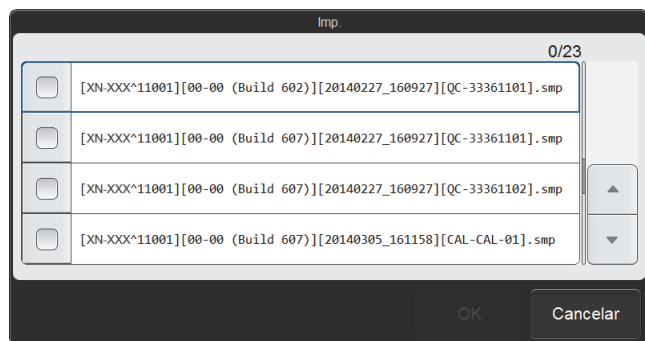 Imp.
0/23
[XN-XXX^11001][00-00 (Build 602)][20140227_160927][QC-33361101].smp
[XN-XXX^11001][00-00 (Build 607)][20140227_160927][QC-33361101].smp
[XN-XXX^11001][00-00 (Build 607)][20140227_160927][QC-33361102].smp
[XN-XXX^11001][00-00 (Build 607)][20140305_161158][CAL-CAL-01].smp
OK
Cancelar